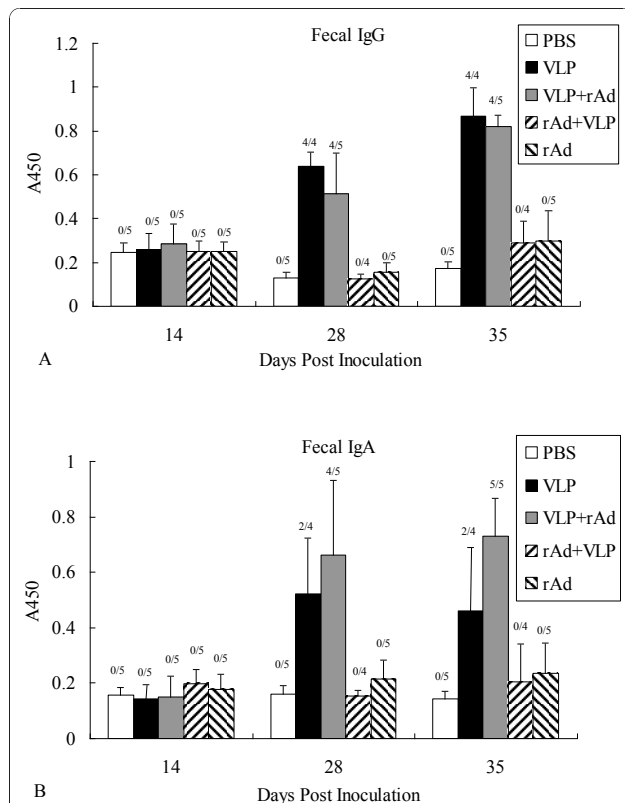 Fecal IgG
PBS
VLP
VLP+rAd
rAd+VLP
rAd
1.2
1
0.8
0.6
0.4
0.2
0
A450
0/5
0/5
0/5
0/5
0/5
0/5
4/4
4/5
0/4
0/5
0/5
4/4
4/5
0/4
0/5
14
28
35
Days Post Inoculation
A
Fecal IgA
PBS
VLP
VLP+rAd
rAd+VLP
rAd
1
0.8
0.6
0.4
0.2
0
A450
0/5
0/5
0/5
0/5
0/5
0/5
2/4
4/5
0/4
0/5
0/5
2/4
5/5
0/4
0/5
14
28
35
Days Post Inoculation
B